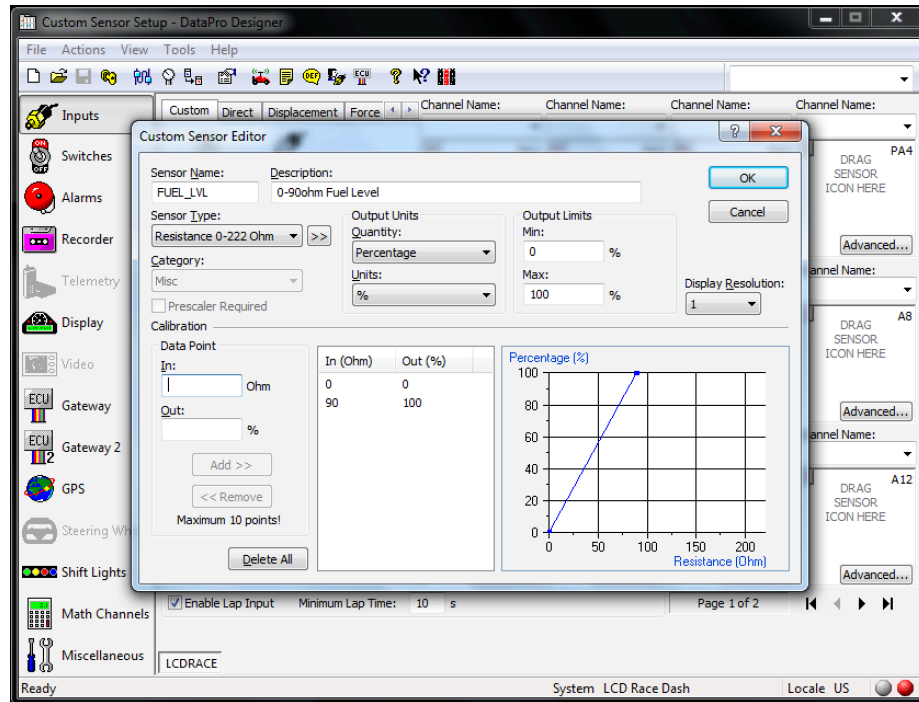 Custom Sensor Setup - DataPro Designer
File Actions View Tools Help
OEF ECU
Inputs
Custom Direct Displacement Force Channel Name: Channel Name: Channel Name: Channel Name:
Custom Sensor Editor
Switches
ON
OFF
Alarms
Recorder
Telemetry
Display
Video
ECU
Gateway
ECU
2
Gateway 2
GPS
Steering Wh
Shift Lights
Math Channels
Miscellaneous
Sensor Name: Description:
FUEL_LVL 0-90ohm Fuel Level
OK
Cancel
Sensor Type:
Resistance 0-222 Ohm >>
Category:
Misc
Prescaler Required
Output Units
Quantity:
Percentage
Units:
%
Output Limits
Min:
0 %
Max:
100 %
Display Resolution:
1
Calibration
Data Point
In:
Ohm
Out:
%
Add >>
<< Remove
Maximum 10 points!
Delete All
In (Ohm) Out (%)
0 0
90 100
Percentage (%)
100
80
60
40
20
0
0 50 100 150 200
Resistance (Ohm)
PA4
DRAG
SENSOR
ICON HERE
Advanced...
annel Name:
A8
DRAG
SENSOR
ICON HERE
Advanced...
annel Name:
A12
DRAG
SENSOR
ICON HERE
Advanced...
Enable Lap Input Minimum Lap Time: 10 s Page 1 of 2
LCDRACE
Ready System LCD Race Dash Locale US